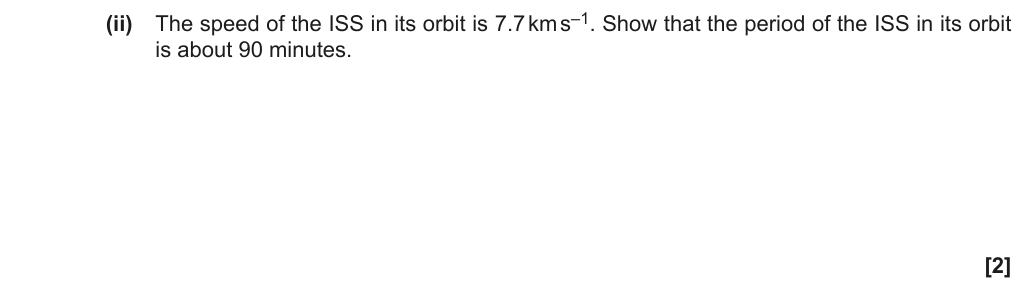 (ii) The speed of the ISS in its orbit is 7.7 km s⁻¹. Show that the period of the ISS in its orbit
is about 90 minutes.
[2]